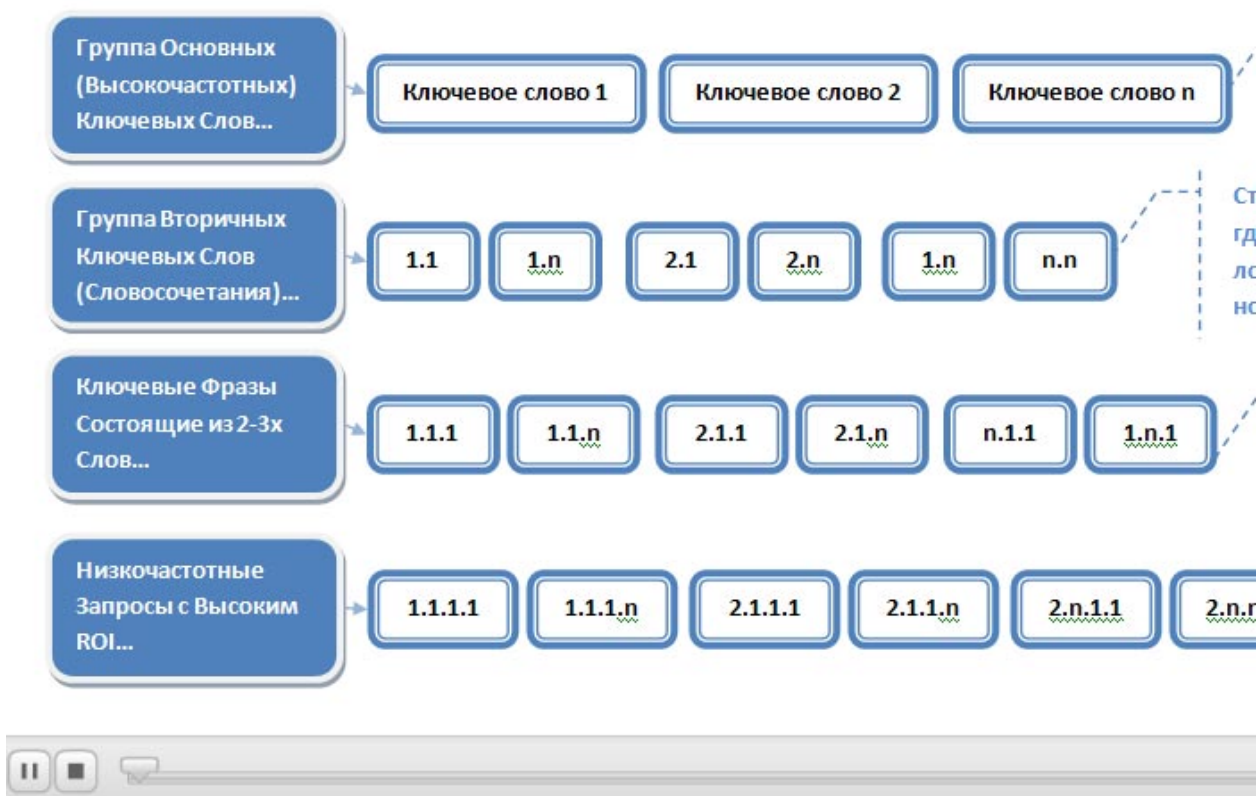 Группа Основных
(Высокочастотных)
Ключевых Слов...
Ключевое слово 1
Ключевое слово 2
Ключевое слово n
Группа Вторичных
Ключевых Слов
(Словосочетания)...
1.1
1.n
2.1
2.n
1.n
n.n
Ключевые Фразы
Состоящие из 2-3х
Слов...
1.1.1
1.1.n
2.1.1
2.1.n
n.1.1
1.n.1
Низкочастотные
Запросы с Высоким
ROI...
1.1.1.1
1.1.1.n
2.1.1.1
2.1.1.n
2.n.1.1